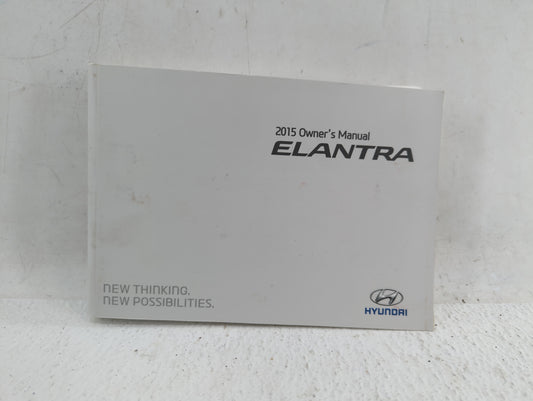 2015 Owner's Manual
ELANTRA
NEW THINKING.
NEW POSSIBILITIES.
HYUNDAI